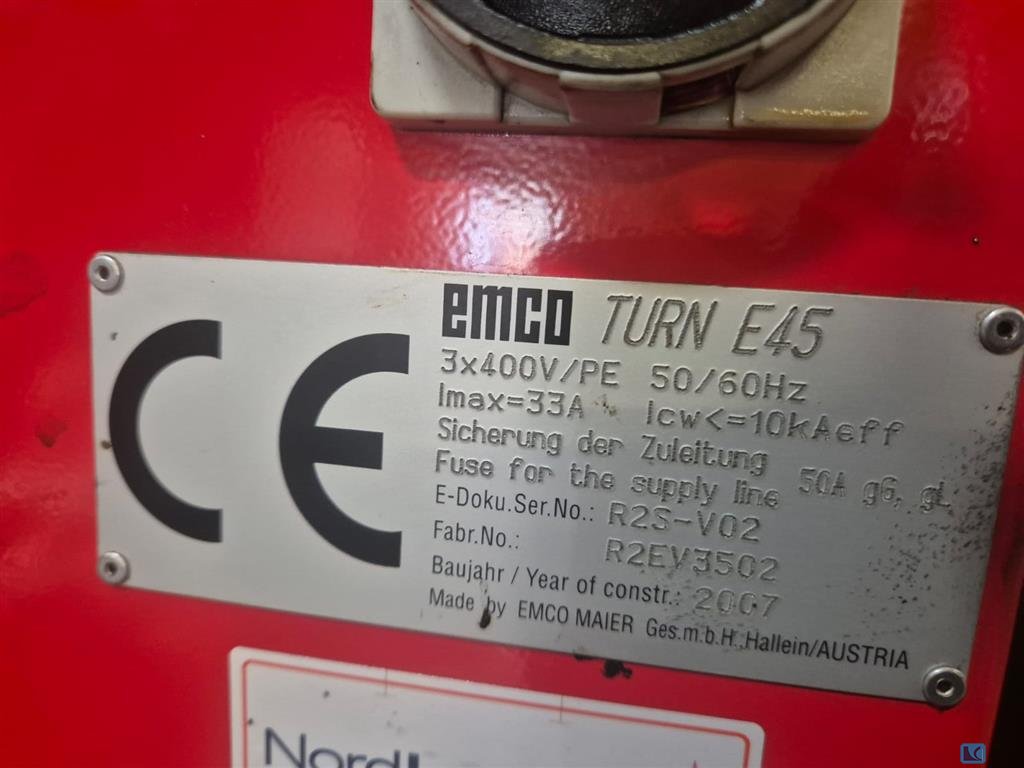 CE
emco TURN E45
3x400V/PE 50/60Hz
Imax=33A Icw<=10kAeff
Sicherung der Zuleitung
Fuse for the supply line 50A g6, gL
E-Doku.Ser.No.: R2S-V02
Fabr.No.: R2EV3502
Baujahr / Year of constr.: 2007
Made by EMCO MAIER Ges.m.b.H. Hallein/AUSTRIA